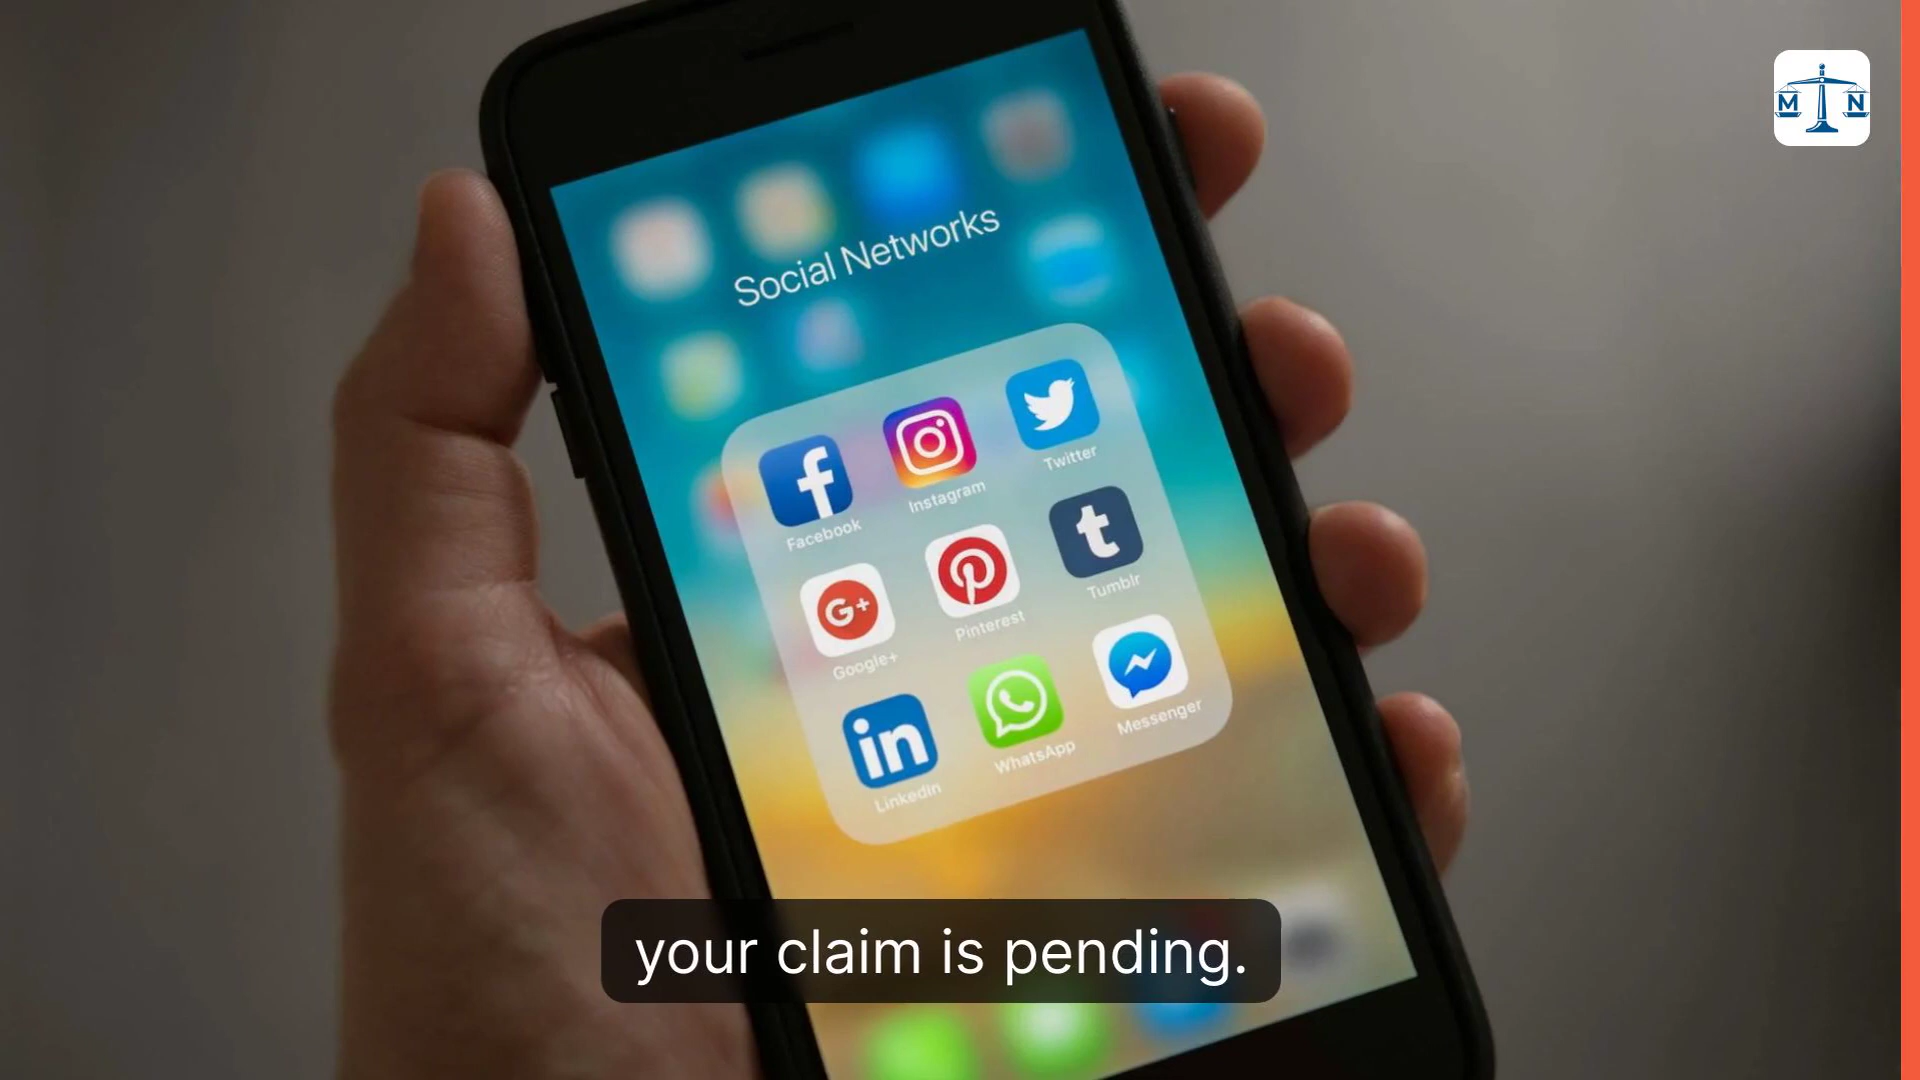 M N
Social Networks
Facebook
Instagram
Twitter
Google+
Pinterest
Tumblr
LinkedIn
WhatsApp
Messenger
your claim is pending.